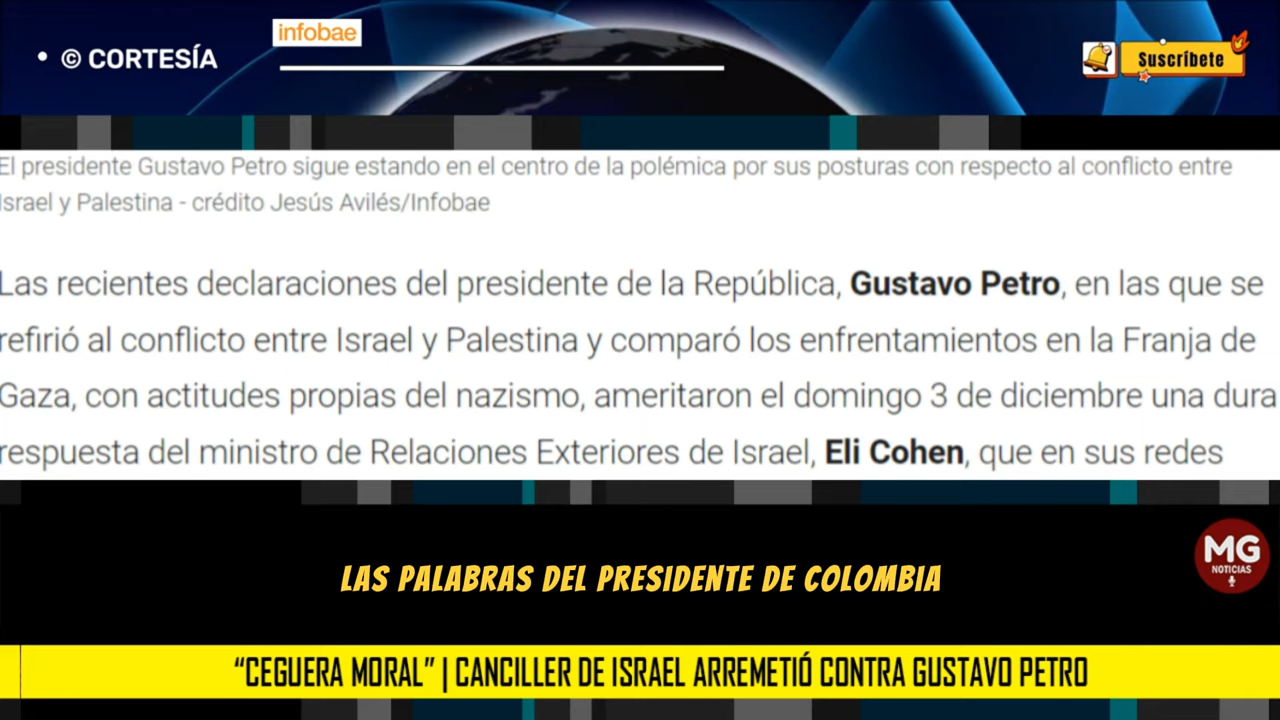 • © CORTESÍA
infobae
Suscríbete
El presidente Gustavo Petro sigue estando en el centro de la polémica por sus posturas con respecto al conflicto entre
Israel y Palestina - crédito Jesús Avilés/Infobae
Las recientes declaraciones del presidente de la República, Gustavo Petro, en las que se
refirió al conflicto entre Israel y Palestina y comparó los enfrentamientos en la Franja de
Gaza, con actitudes propias del nazismo, ameritaron el domingo 3 de diciembre una dura
respuesta del ministro de Relaciones Exteriores de Israel, Eli Cohen, que en sus redes
MG
NOTICIAS
LAS PALABRAS DEL PRESIDENTE DE COLOMBIA
“CEGUERA MORAL” | CANCILLER DE ISRAEL ARREMETIÓ CONTRA GUSTAVO PETRO